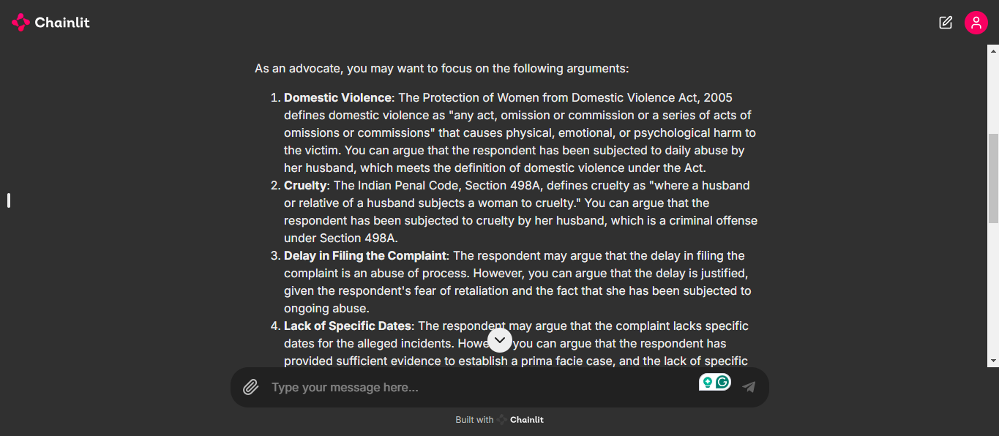 Chainlit
As an advocate, you may want to focus on the following arguments:
1. Domestic Violence: The Protection of Women from Domestic Violence Act, 2005
defines domestic violence as "any act, omission or commission or a series of acts of
omissions or commissions" that causes physical, emotional, or psychological harm to
the victim. You can argue that the respondent has been subjected to daily abuse by
her husband, which meets the definition of domestic violence under the Act.
2. Cruelty: The Indian Penal Code, Section 498A, defines cruelty as "where a husband
or relative of a husband subjects a woman to cruelty." You can argue that the
respondent has been subjected to cruelty by her husband, which is a criminal offense
under Section 498A.
3. Delay in Filing the Complaint: The respondent may argue that the delay in filing the
complaint is an abuse of process. However, you can argue that the delay is justified,
given the respondent's fear of retaliation and the fact that she has been subjected to
ongoing abuse.
4. Lack of Specific Dates: The respondent may argue that the complaint lacks specific
dates for the alleged incidents. Howe you can argue that the respondent has
provided sufficient evidence to establish a prima facie case, and the lack of specific
Type your message here...
Built with Chainlit